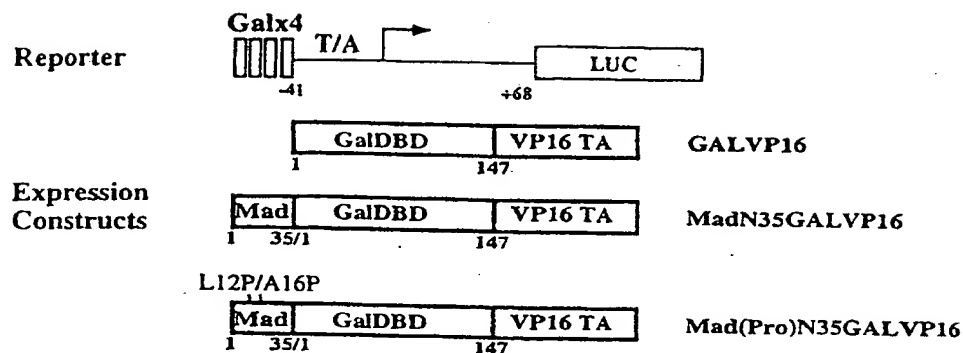 Galx4
T/A
Reporter
LUC
-41
+68
GalDBD
VP16 TA
GALVP16
1
147
Expression
Constructs
Mad
GalDBD
VP16 TA
MadN35GALVP16
1
35/1
147
L12P/A16P
Mad
GalDBD
VP16 TA
Mad(Pro)N35GALVP16
1
35/1
147